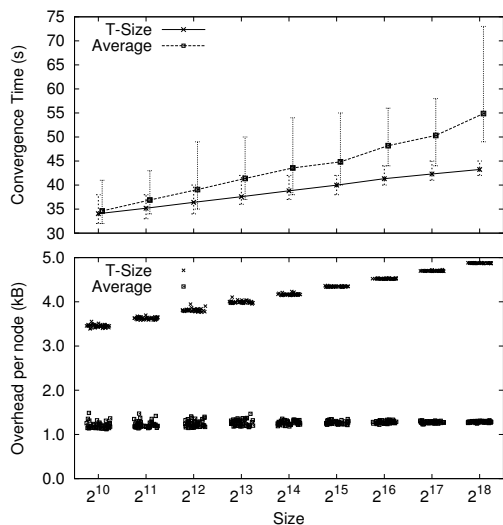 75
70
65
60
55
50
45
40
35
30
Convergence Time (s)
T-Size
Average
5.0
4.0
3.0
2.0
1.0
0.0
Overhead per node (kB)
T-Size
Average
2^10 2^11 2^12 2^13 2^14 2^15 2^16 2^17 2^18
Size